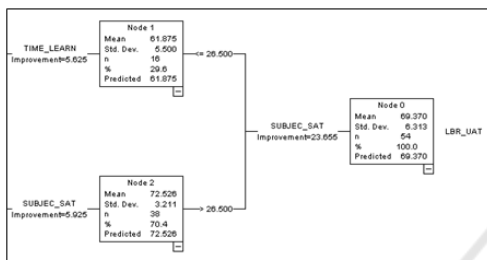 TIME_LEARN
Improvement=5.625
Node 1
Mean 61.875
Std. Dev. 5.500
n 16
% 29.6
Predicted 61.875
<= 26.500
SUBJEC_SAT
Improvement=23.655
Node 0
Mean 69.370
Std. Dev. 6.313
n 54
% 100.0
Predicted 69.370
LBR_UAT
SUBJEC_SAT
Improvement=5.925
Node 2
Mean 72.526
Std. Dev. 3.211
n 38
% 70.4
Predicted 72.526
> 26.500